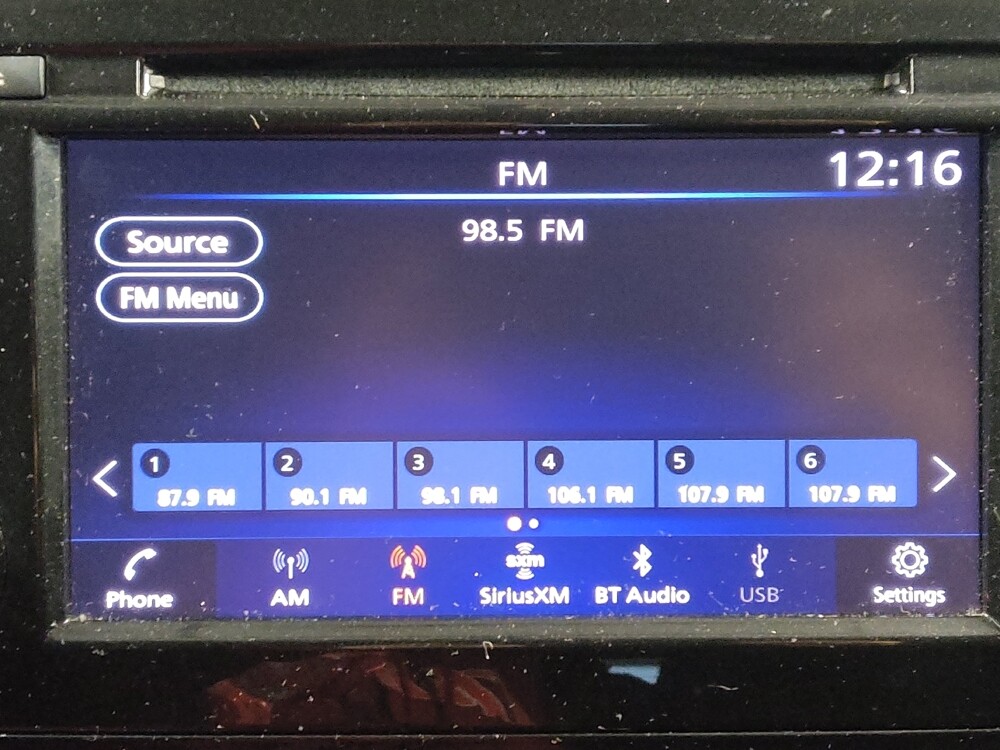 FM
12:16
Source
98.5 FM
FM Menu
1 2 3 4 5 6
87.9 FM 90.1 FM 98.1 FM 106.1 FM 107.9 FM 107.9 FM
sxm
Phone AM FM SiriusXM BT Audio USB Settings